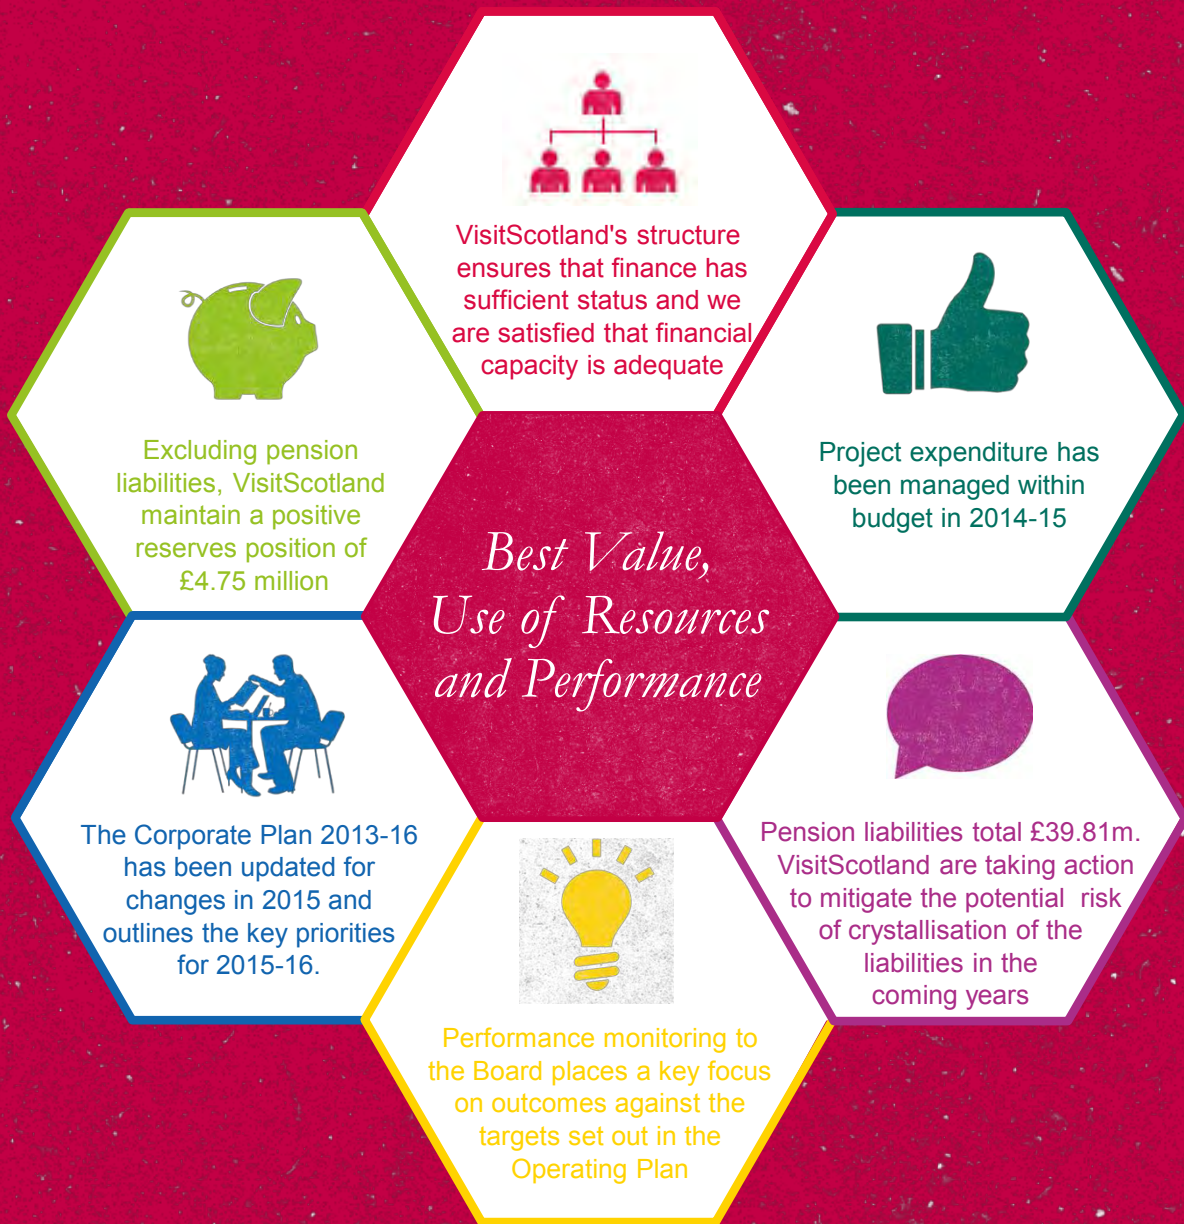 VisitScotland's structure
ensures that finance has
sufficient status and we
are satisfied that financial
capacity is adequate
Excluding pension
liabilities, VisitScotland
maintain a positive
reserves position of
£4.75 million
Project expenditure has
been managed within
budget in 2014-15
Best Value,
Use of Resources
and Performance
The Corporate Plan 2013-16
has been updated for
changes in 2015 and
outlines the key priorities
for 2015-16.
Pension liabilities total £39.81m.
VisitScotland are taking action
to mitigate the potential risk
of crystallisation of the
liabilities in the
coming years
Performance monitoring to
the Board places a key focus
on outcomes against the
targets set out in the
Operating Plan